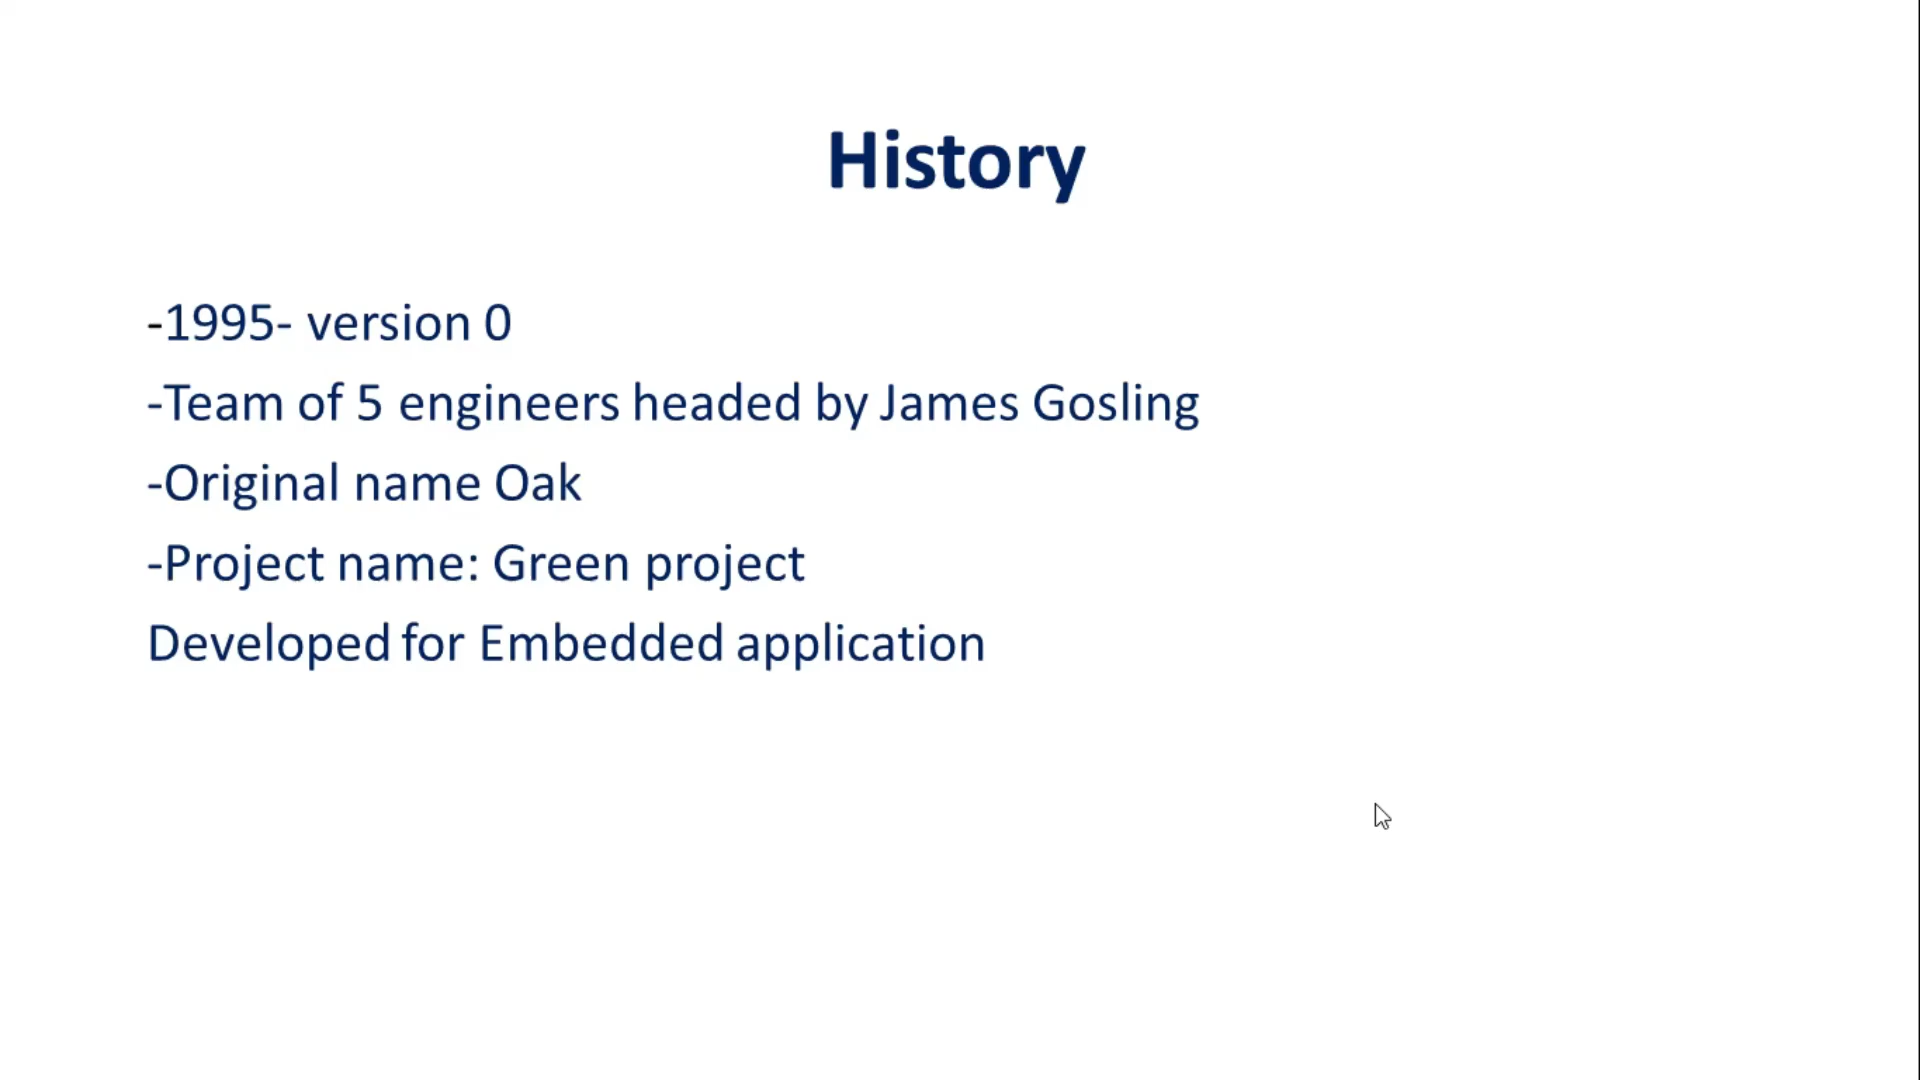 History
-1995- version 0
-Team of 5 engineers headed by James Gosling
-Original name Oak
-Project name: Green project
Developed for Embedded application